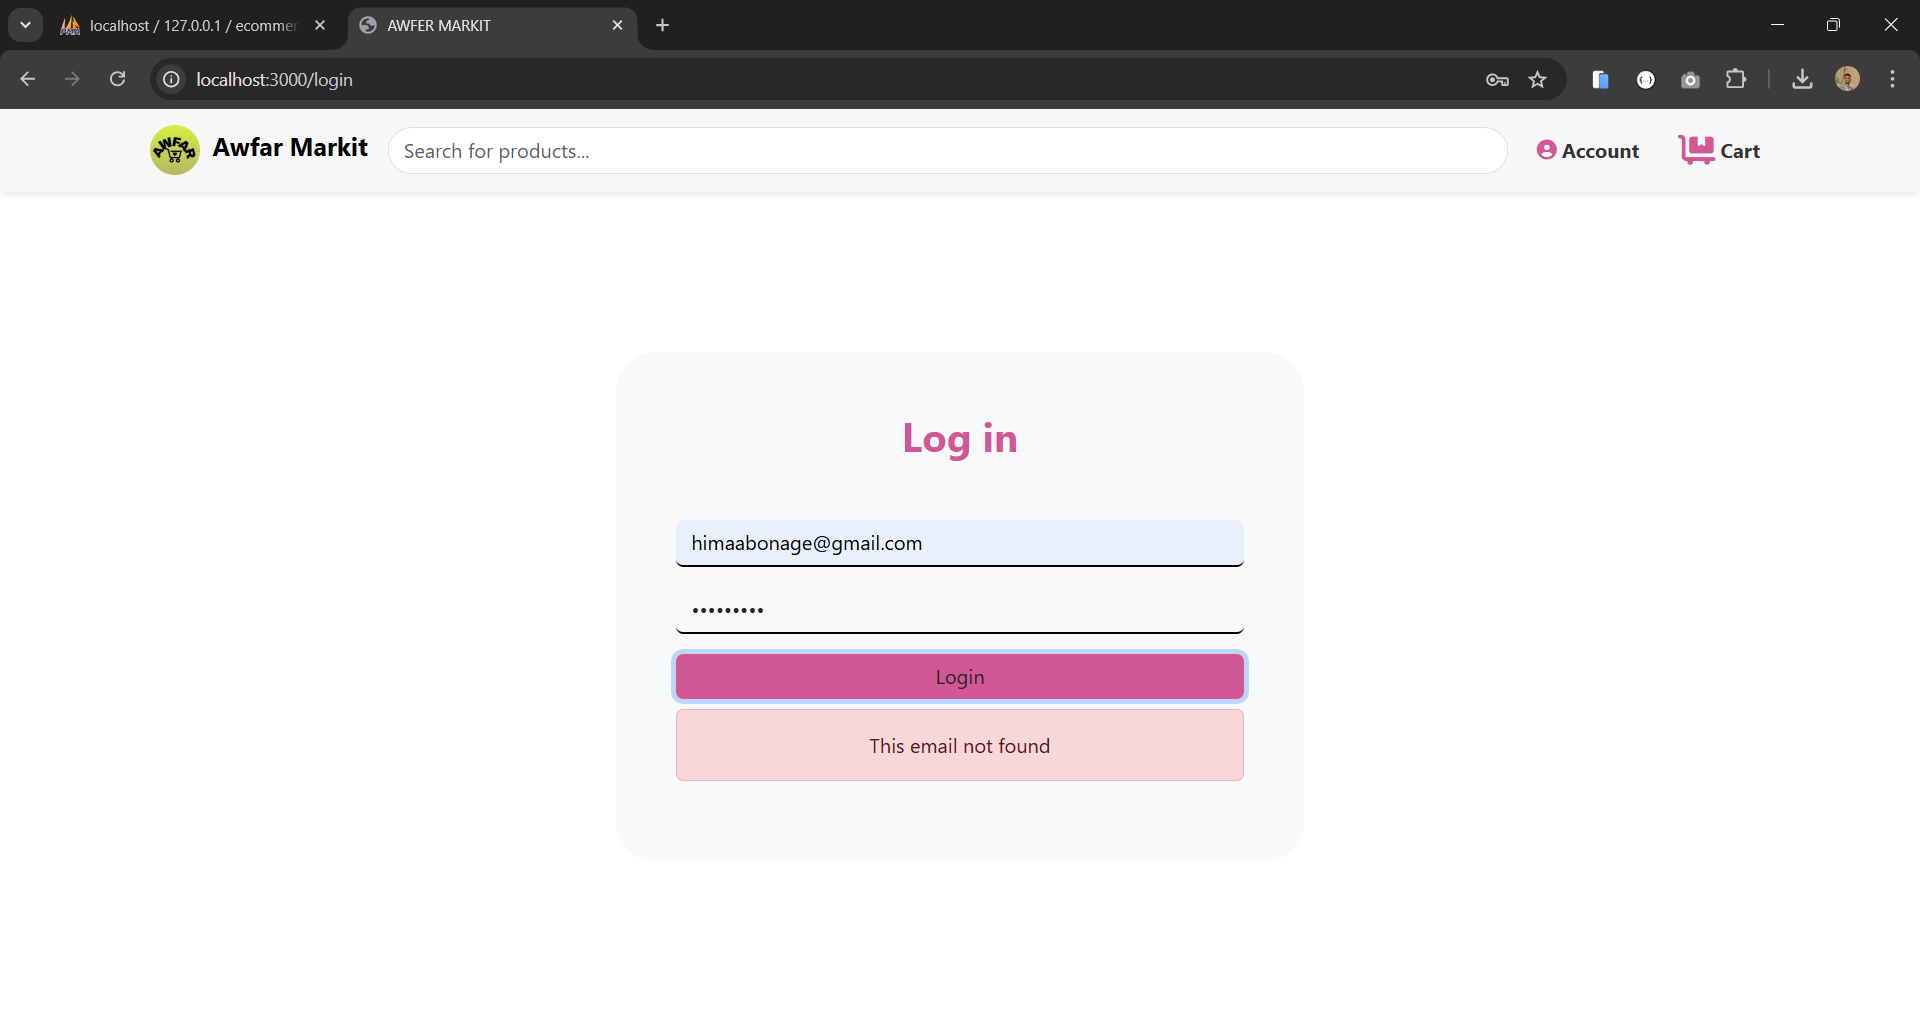 localhost / 127.0.0.1 / ecommer
AWFER MARKIT
localhost:3000/login
AWFAR
Awfar Markit
Search for products...
Account
Cart
Log in
himaabonage@gmail.com
•••••••••
Login
This email not found